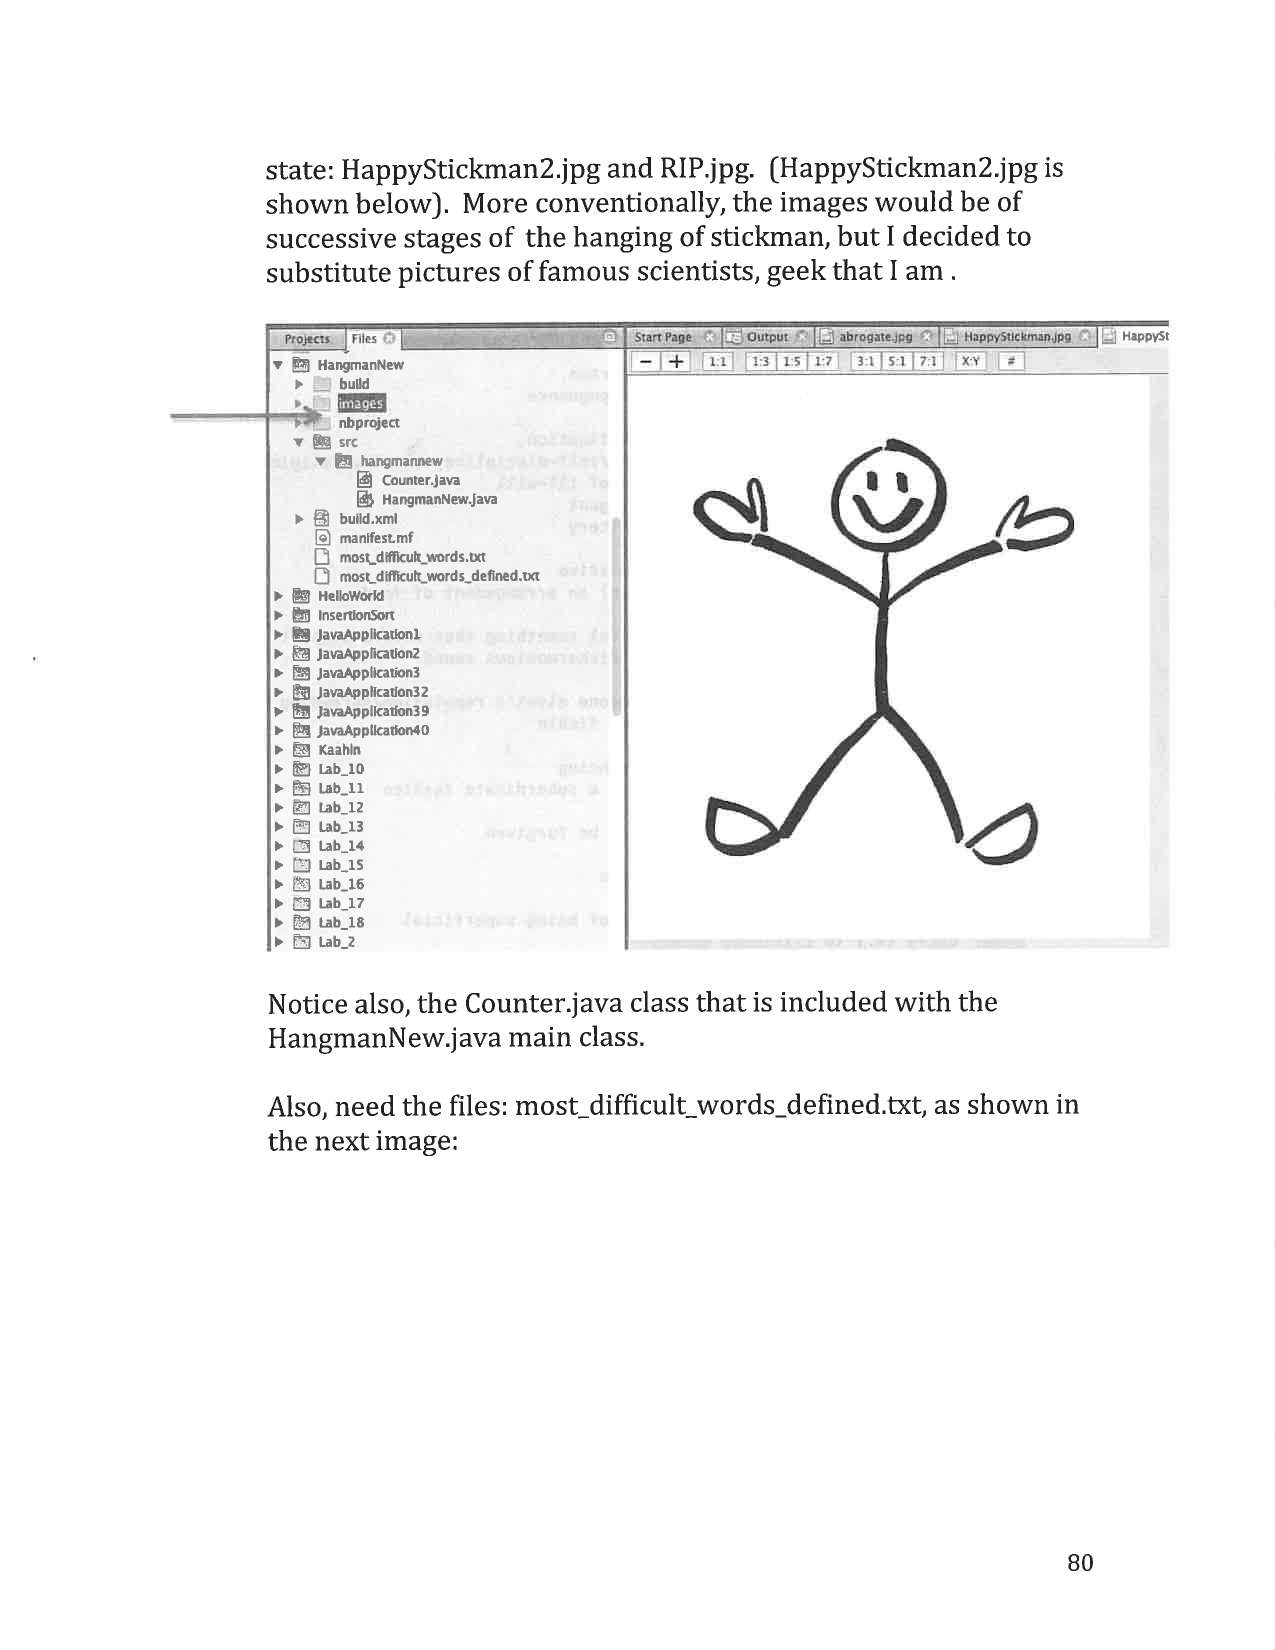 state: HappyStickman2.jpg and RIP.jpg.  (HappyStickman2.jpg is
shown below).  More conventionally, the images would be of
successive stages of  the hanging of stickman, but I decided to
substitute pictures of famous scientists, geek that I am .
Projects Files
HangmanNew
build
images
nbproject
src
hangmannew
Counter.java
HangmanNew.java
build.xml
manifest.mf
most_difficult_words.txt
most_difficult_words_defined.txt
HelloWorld
InsertionSort
JavaApplication1
JavaApplication2
JavaApplication3
JavaApplication32
JavaApplication39
JavaApplication40
Kaahin
Lab_10
Lab_11
Lab_12
Lab_13
Lab_14
Lab_15
Lab_16
Lab_17
Lab_18
Lab_2
Start Page Output abrogate.jpg HappyStickman.jpg HappySt
− + 1:1 1:3 1:5 1:7 3:1 5:1 7:1 X:Y #
Notice also, the Counter.java class that is included with the
HangmanNew.java main class.
Also, need the files: most_difficult_words_defined.txt, as shown in
the next image:
80